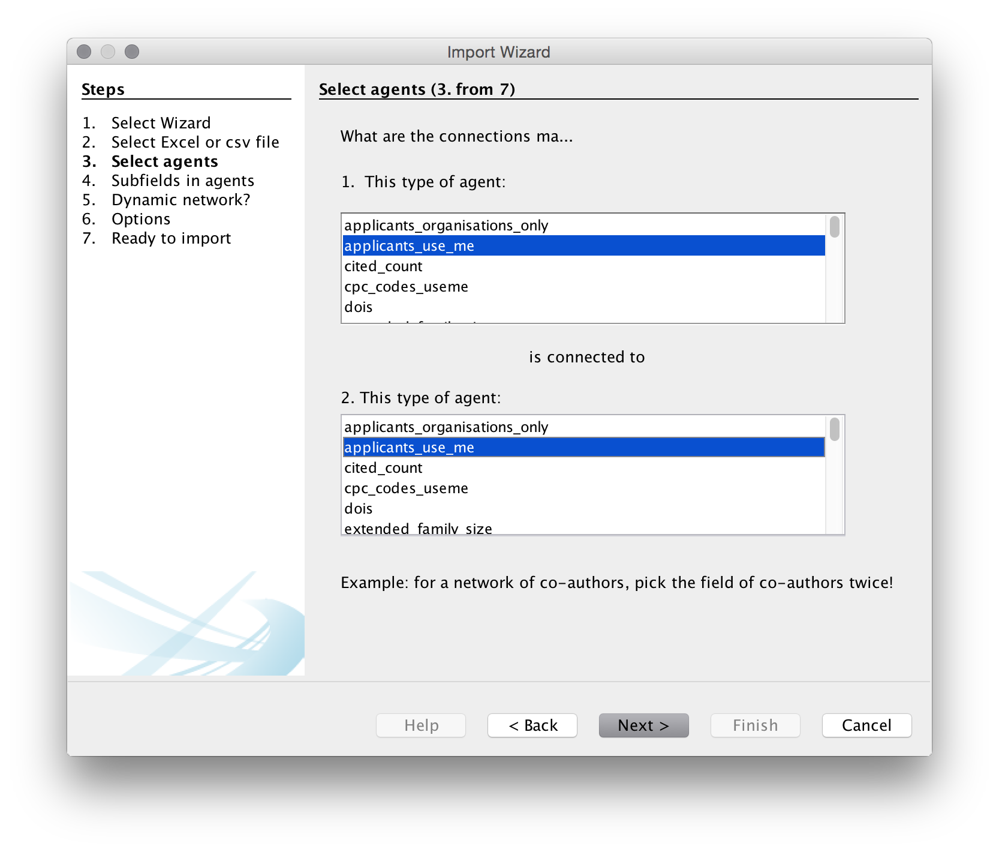 Import Wizard
Steps
1. Select Wizard
2. Select Excel or csv file
3. Select agents
4. Subfields in agents
5. Dynamic network?
6. Options
7. Ready to import
Select agents (3. from 7)
What are the connections ma...
1. This type of agent:
applicants_organisations_only
applicants_use_me
cited_count
cpc_codes_useme
dois
is connected to
2. This type of agent:
applicants_organisations_only
applicants_use_me
cited_count
cpc_codes_useme
dois
extended_family_size
Example: for a network of co-authors, pick the field of co-authors twice!
Help
< Back
Next >
Finish
Cancel